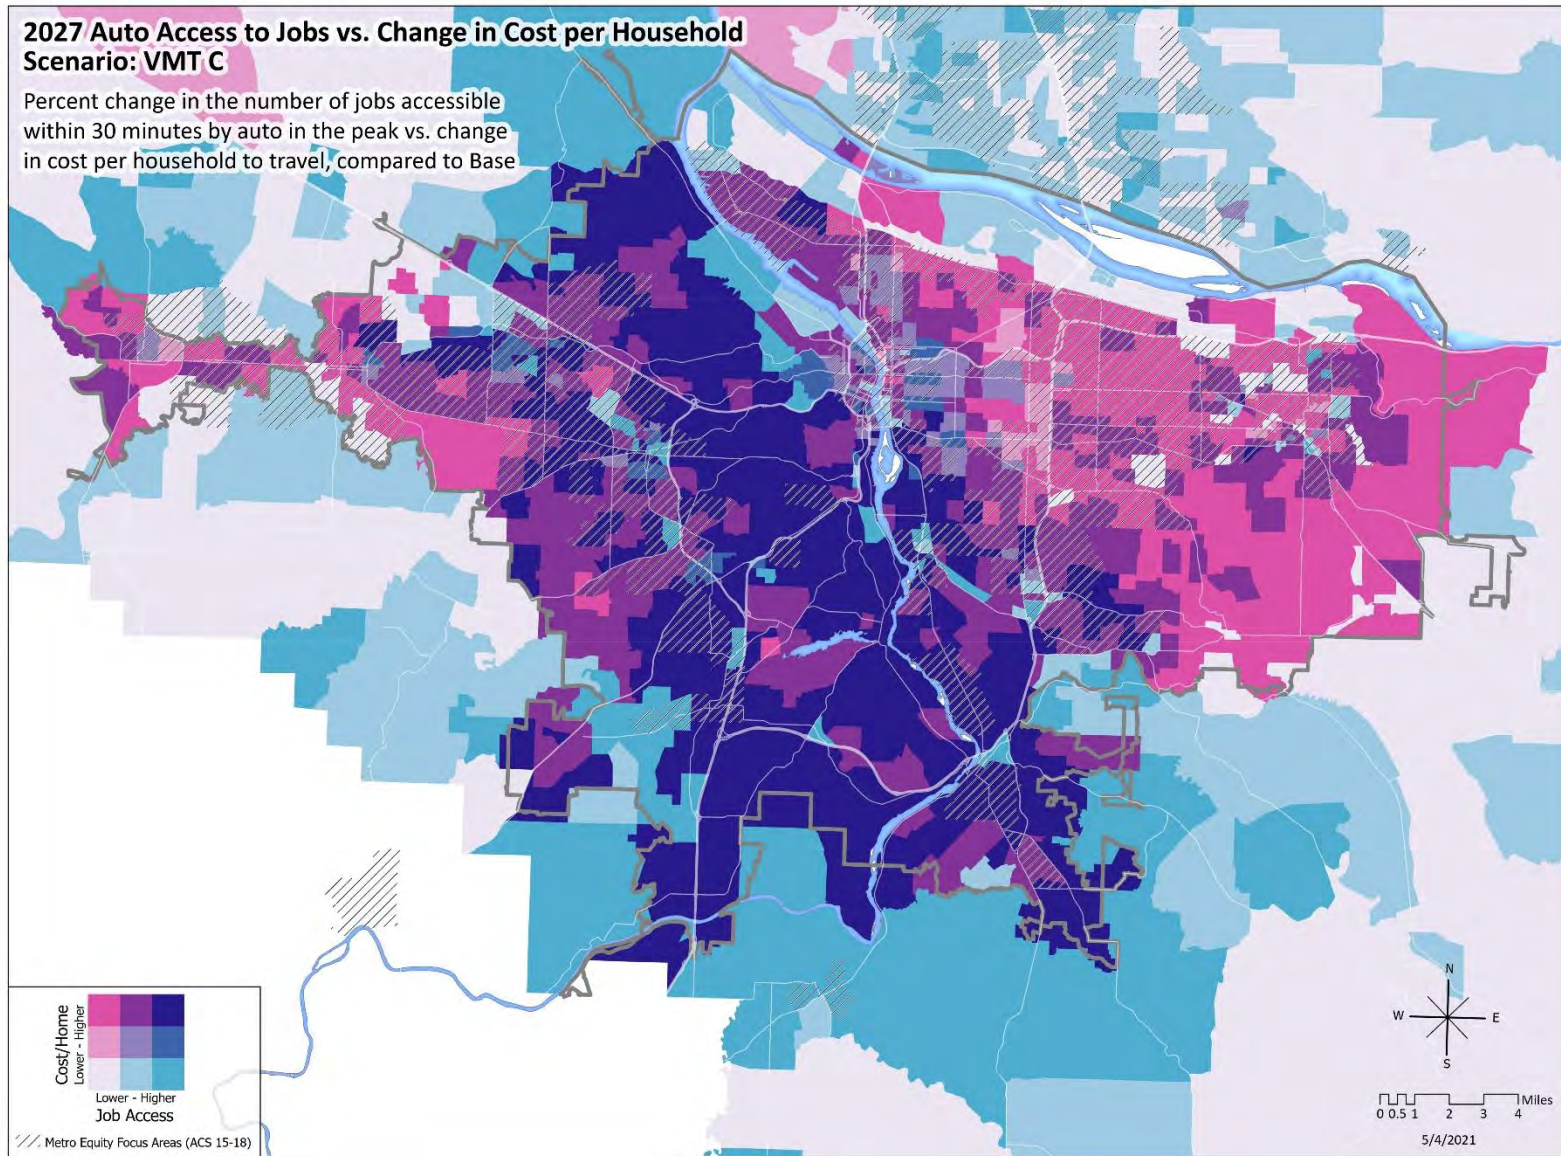 2027 Auto Access to Jobs vs. Change in Cost per Household
Scenario: VMT C
Percent change in the number of jobs accessible
within 30 minutes by auto in the peak vs. change
in cost per household to travel, compared to Base
Cost/Home
Lower - Higher
Lower - Higher
Job Access
Metro Equity Focus Areas (ACS 15-18)
N
W
E
S
Miles
0 0.5 1 2 3 4
5/4/2021